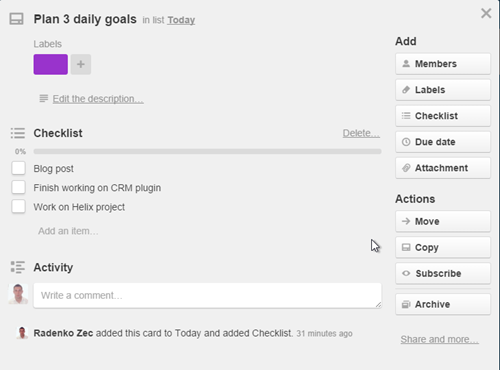 Plan 3 daily goals in list Today
Labels
+
Edit the description...
Checklist Delete...
0%
Blog post
Finish working on CRM plugin
Work on Helix project
Add an item...
Activity
Write a comment...
Radenko Zec added this card to Today and added Checklist. 31 minutes ago
Add
Members
Labels
Checklist
Due date
Attachment
Actions
Move
Copy
Subscribe
Archive
Share and more...